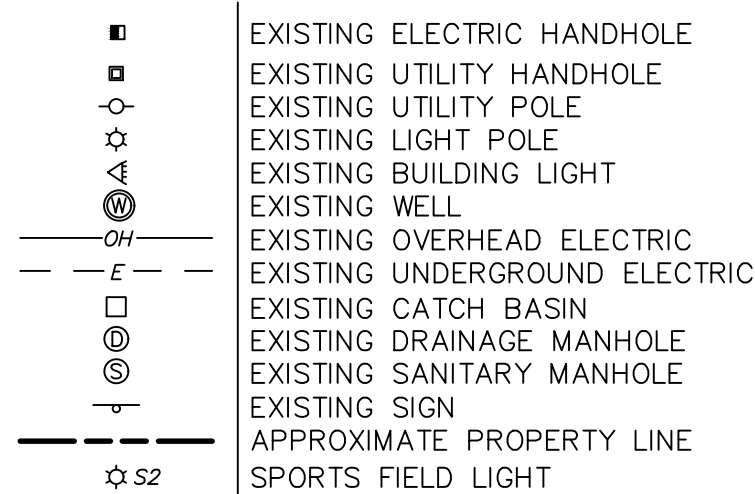 EXISTING ELECTRIC HANDHOLE
EXISTING UTILITY HANDHOLE
EXISTING UTILITY POLE
EXISTING LIGHT POLE
EXISTING BUILDING LIGHT
W EXISTING WELL
OH EXISTING OVERHEAD ELECTRIC
E EXISTING UNDERGROUND ELECTRIC
EXISTING CATCH BASIN
D EXISTING DRAINAGE MANHOLE
S EXISTING SANITARY MANHOLE
EXISTING SIGN
APPROXIMATE PROPERTY LINE
S2 SPORTS FIELD LIGHT